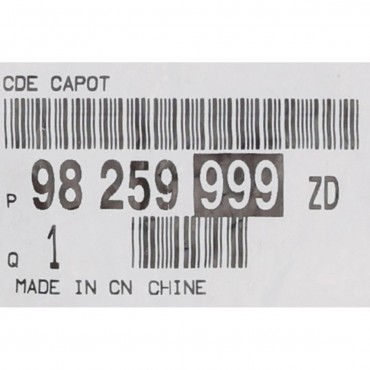 CDE CAPOT
P 98 259 999 ZD
Q 1
MADE IN CN CHINE